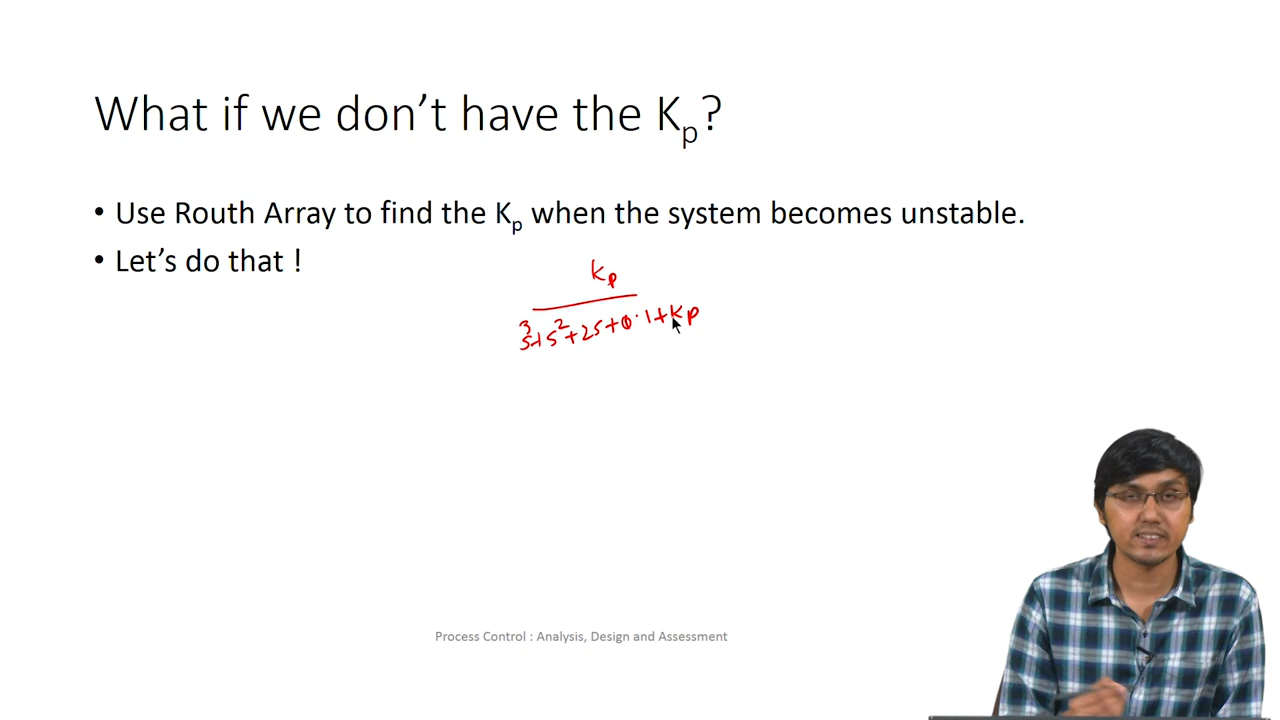 What if we don't have the Kp?
• Use Routh Array to find the Kp when the system becomes unstable.
• Let's do that !
Kp
s³+s²+2s+0.1+Kp
Process Control : Analysis, Design and Assessment